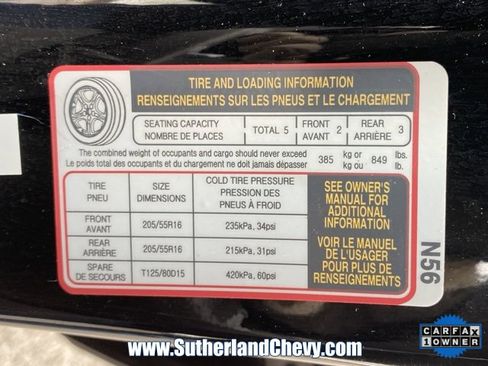 www.SutherlandChevy.com
TIRE AND LOADING INFORMATION
RENSEIGNEMENTS SUR LES PNEUS ET LE CHARGEMENT
SEATING CAPACITY
NOMBRE DE PLACES
TOTAL 5
FRONT
AVANT 2
REAR
ARRIÈRE 3
The combined weight of occupants and cargo should never exceed
Le poids total des occupants et du chargement ne doit jamais dépasser
385 kg or
kg ou
849 lbs.
lb.
TIRE
PNEU
SIZE
DIMENSIONS
COLD TIRE PRESSURE
PRESSION DES
PNEUS À FROID
FRONT
AVANT
205/55R16
235kPa, 34psi
REAR
ARRIÈRE
205/55R16
215kPa, 31psi
SPARE
DE SECOURS
T125/80D15
420kPa, 60psi
SEE OWNER'S
MANUAL FOR
ADDITIONAL
INFORMATION
VOIR LE MANUEL
DE L'USAGER
POUR PLUS DE
RENSEIGNEMENTS
N56
www.SutherlandChevy.com
CARFAX
1 OWNER